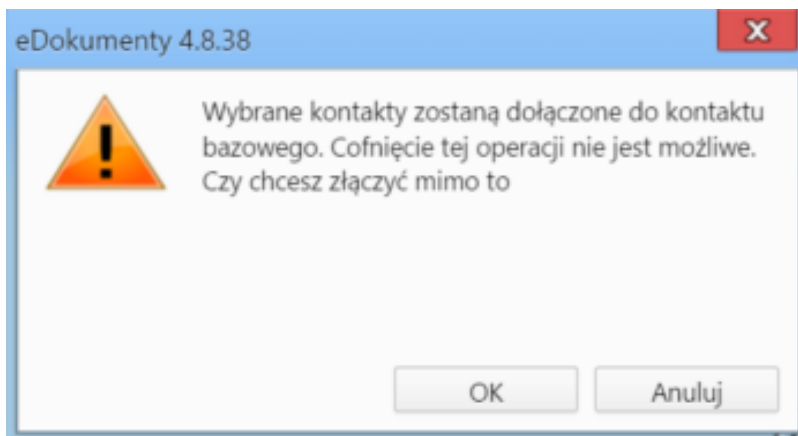 eDokumenty 4.8.38
Wybrane kontakty zostaną dołączone do kontaktu
bazowego. Cofnięcie tej operacji nie jest możliwe.
Czy chcesz złączyć mimo to
OK
Anuluj